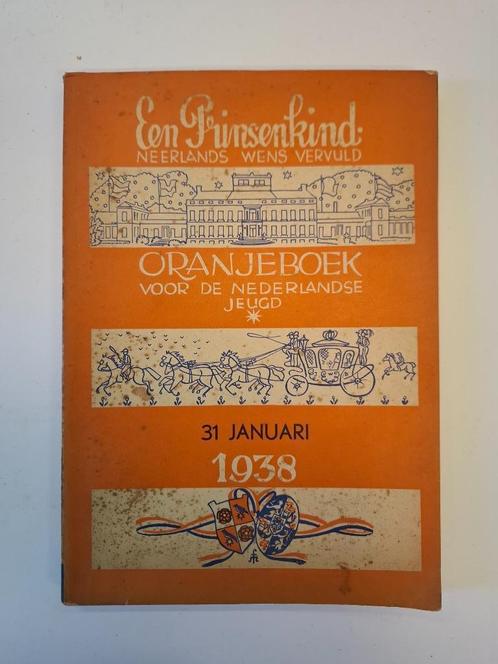 Een Prinsenkind.
NEERLANDS WENS VERVULD
ORANJEBOEK
VOOR DE NEDERLANDSE
JEUGD
31 JANUARI
1938